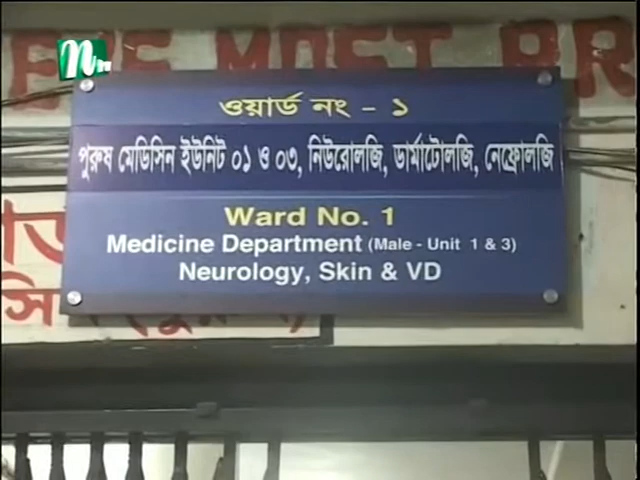 ntv
ওয়ার্ড নং - ১
পুরুষ মেডিসিন ইউনিট ০১ ও ০৩, নিউরোলজি, ডার্মাটোলজি, নেফ্রোলজি
Ward No. 1
Medicine Department (Male - Unit 1 & 3)
Neurology, Skin & VD